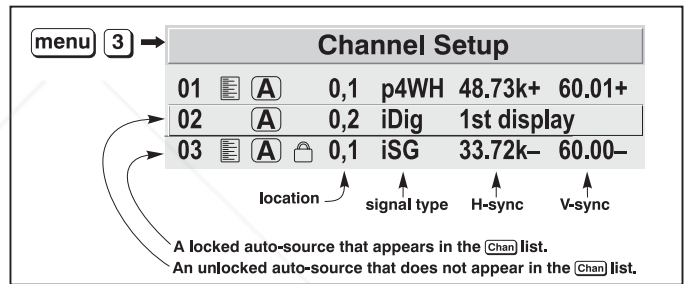 menu 3 Channel Setup
01 A 0,1 p4WH 48.73k+ 60.01+
02 A 0,2 iDig 1st display
03 A 0,1 iSG 33.72k– 60.00–
location signal type H-sync V-sync
A locked auto-source that appears in the Chan list.
An unlocked auto-source that does not appear in the Chan list.